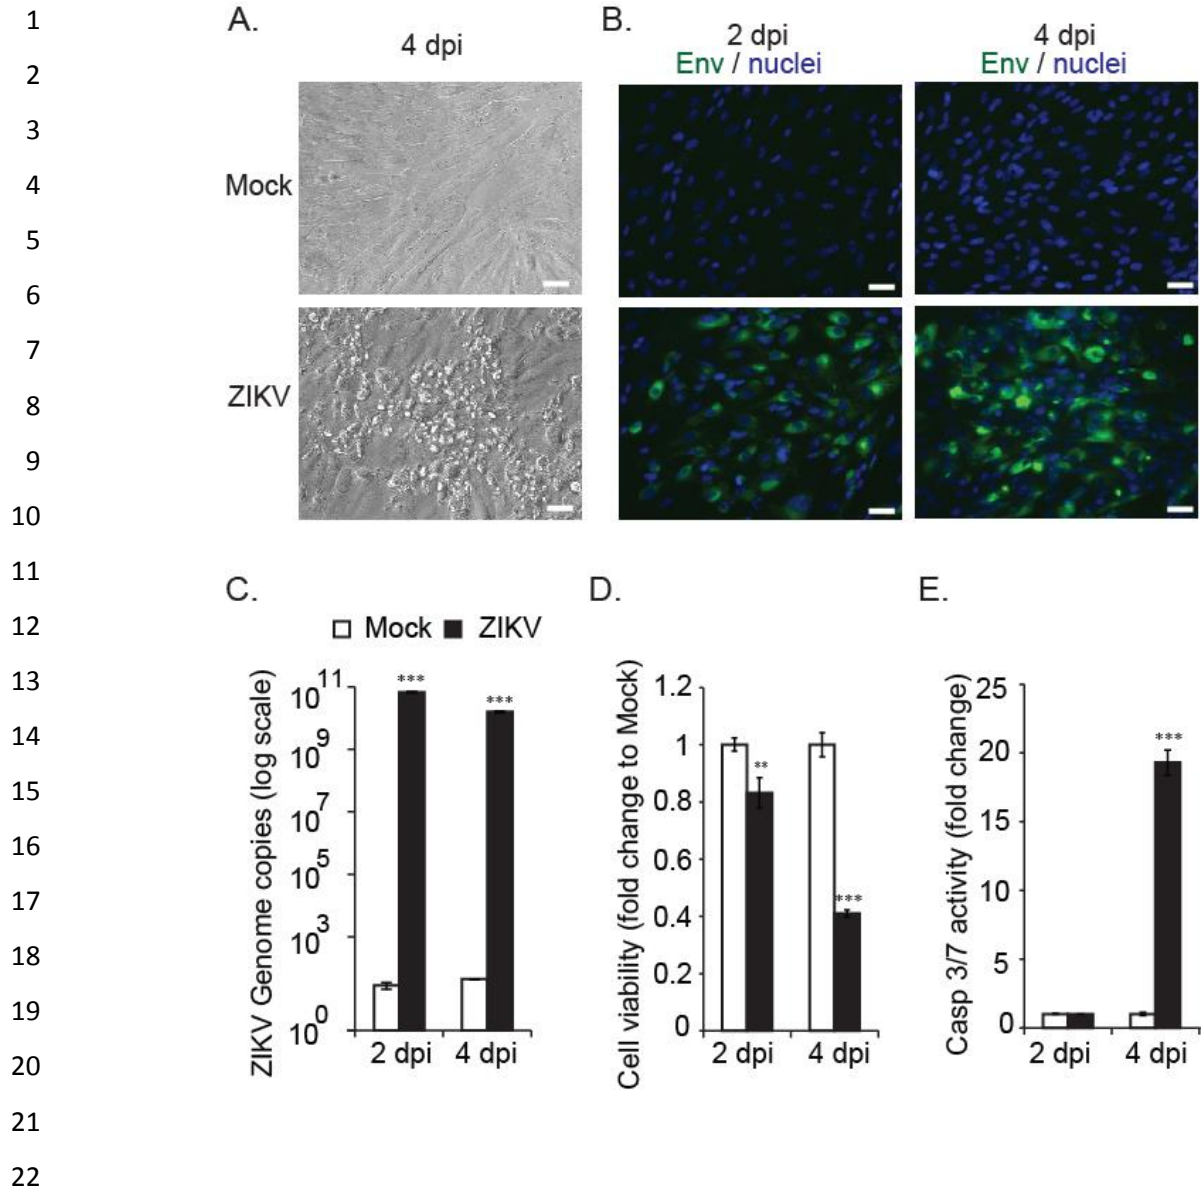 1
2
3
4
5
6
7
8
9
10
11
12
13
14
15
16
17
18
19
20
21
22
A.
4 dpi
Mock
ZIKV
B.
2 dpi
Env / nuclei
4 dpi
Env / nuclei
C.
Mock ZIKV
ZIKV Genome copies (log scale)
10^11
10^9
10^7
10^5
10^3
10^0
***
***
2 dpi 4 dpi
D.
Cell viability (fold change to Mock)
1.2
1
0.8
0.6
0.4
0.2
0
**
***
2 dpi 4 dpi
E.
Casp 3/7 activity (fold change)
25
20
15
10
5
0
***
2 dpi 4 dpi